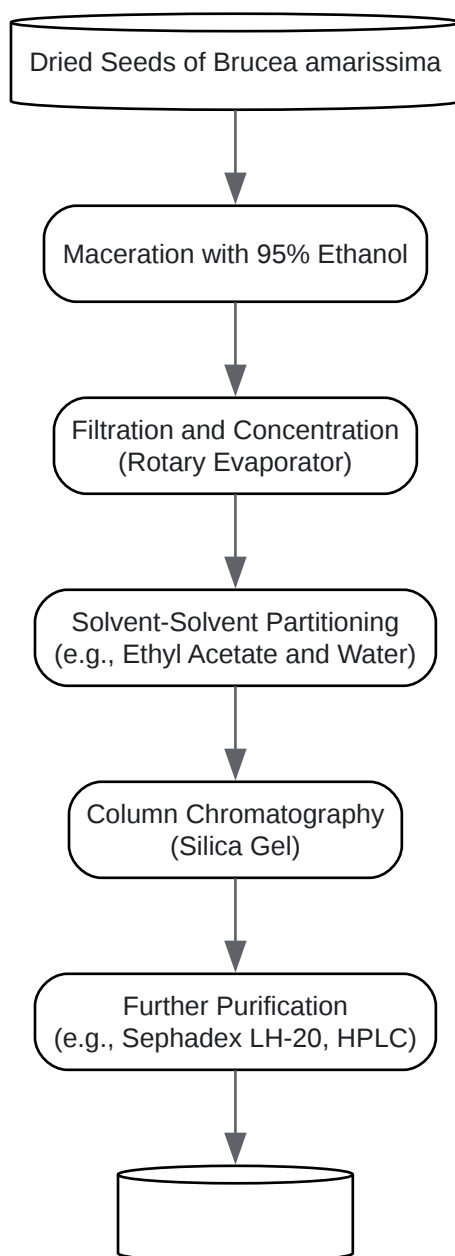 Dried Seeds of Brucea amarissima
Maceration with 95% Ethanol
Filtration and Concentration
(Rotary Evaporator)
Solvent-Solvent Partitioning
(e.g., Ethyl Acetate and Water)
Column Chromatography
(Silica Gel)
Further Purification
(e.g., Sephadex LH-20, HPLC)